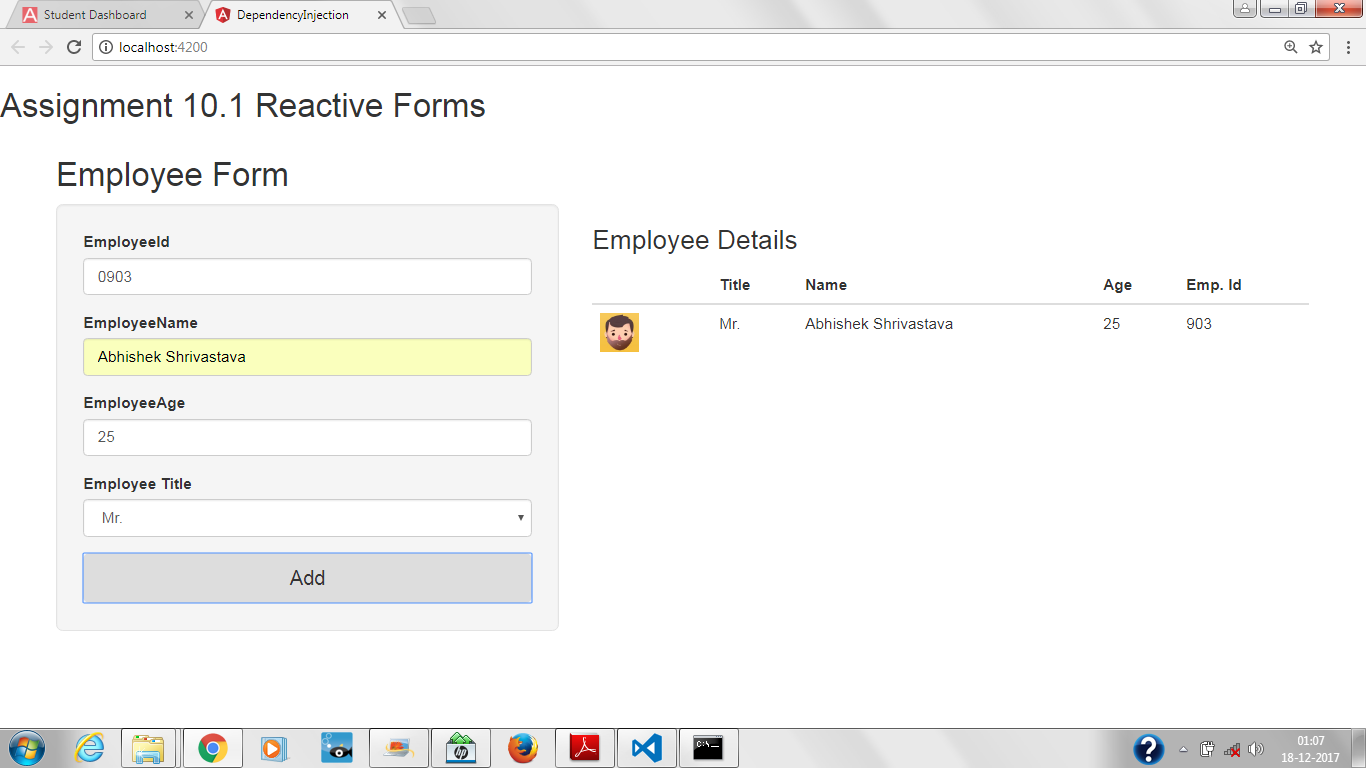 Student Dashboard
DependencyInjection
localhost:4200
Assignment 10.1 Reactive Forms
Employee Form
EmployeeId
0903
EmployeeName
Abhishek Shrivastava
EmployeeAge
25
Employee Title
Mr.
Add
Employee Details
Title Name Age Emp. Id
Mr. Abhishek Shrivastava 25 903
hp
C:\.
01:07
18-12-2017